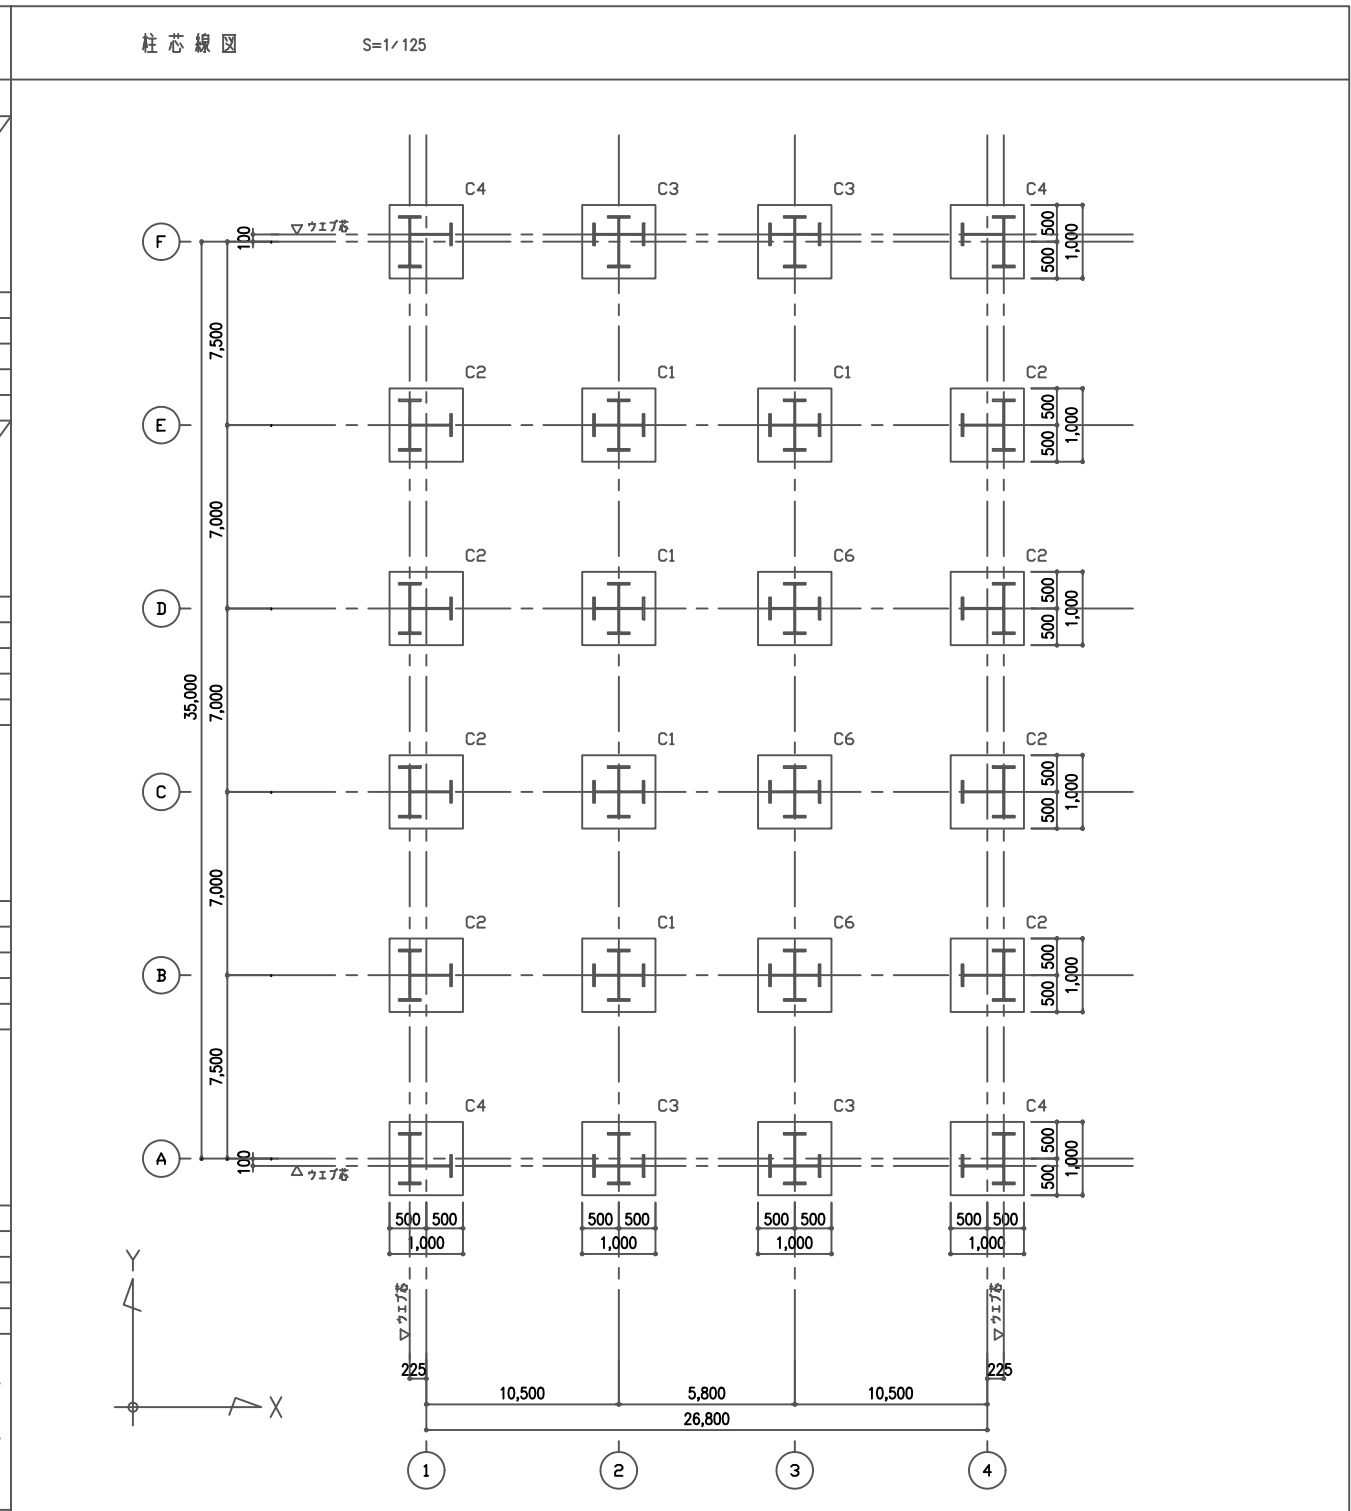 柱芯線図 S=1/125
C4 C3 C3 C4
F 100 ウェブ芯 500 500 1,000
7,500
C2 C1 C1 C2
E 500 500 1,000
7,000
C2 C1 C6 C2
D 500 500 1,000
35,000 7,000
C2 C1 C6 C2
C 500 500 1,000
7,000
C2 C1 C6 C2
B 500 500 1,000
7,500
C4 C3 C3 C4
A 100 ウェブ芯 500 500 1,000
500 500 500 500 500 500 500 500
1,000 1,000 1,000 1,000
Y
ウェブ芯 ウェブ芯
225 225
10,500 5,800 10,500
X
26,800
1 2 3 4